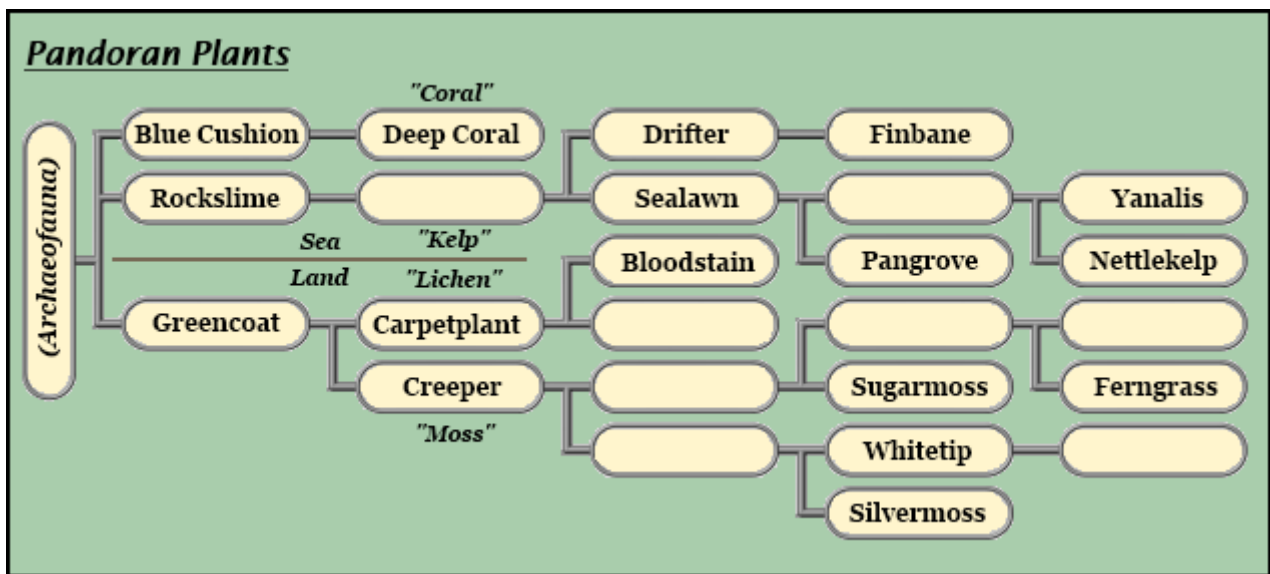 Pandoran Plants
"Coral"
(Archaeofauna)
Blue Cushion
Deep Coral
Drifter
Finbane
Rockslime
Sealawn
Yanalis
Sea
"Kelp"
Bloodstain
Pangrove
Nettlekelp
Land
"Lichen"
Greencoat
Carpetplant
Creeper
Sugarmoss
Ferngrass
"Moss"
Whitetip
Silvermoss